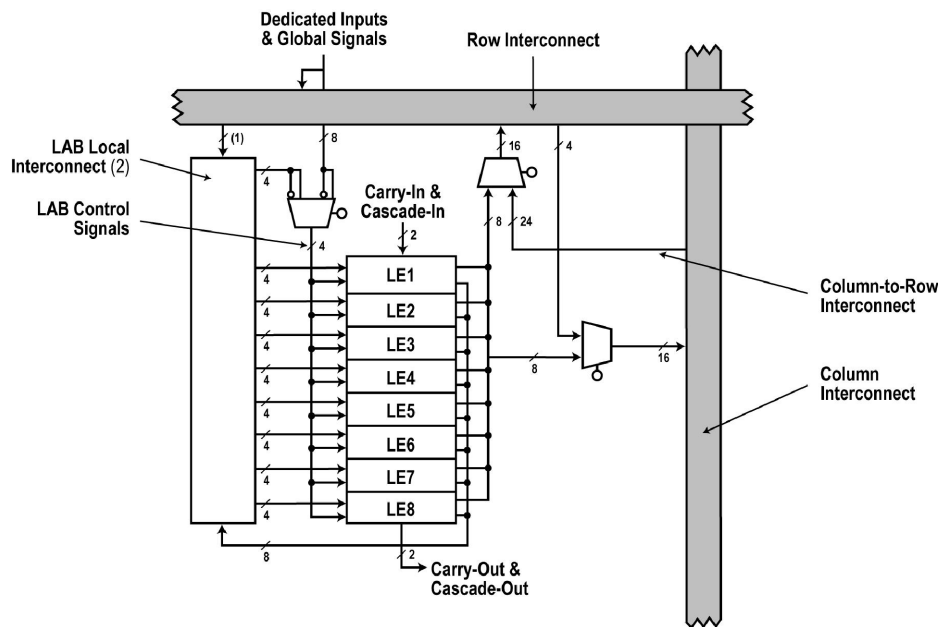 Dedicated Inputs
& Global Signals
Row Interconnect
(1)
8
16
4
LAB Local
Interconnect (2)
4
Carry-In &
Cascade-In
8
24
LAB Control
Signals
4
2
4
LE1
Column-to-Row
Interconnect
4
LE2
4
LE3
8
16
4
LE4
Column
Interconnect
4
LE5
4
LE6
4
LE7
4
LE8
8
2
Carry-Out &
Cascade-Out